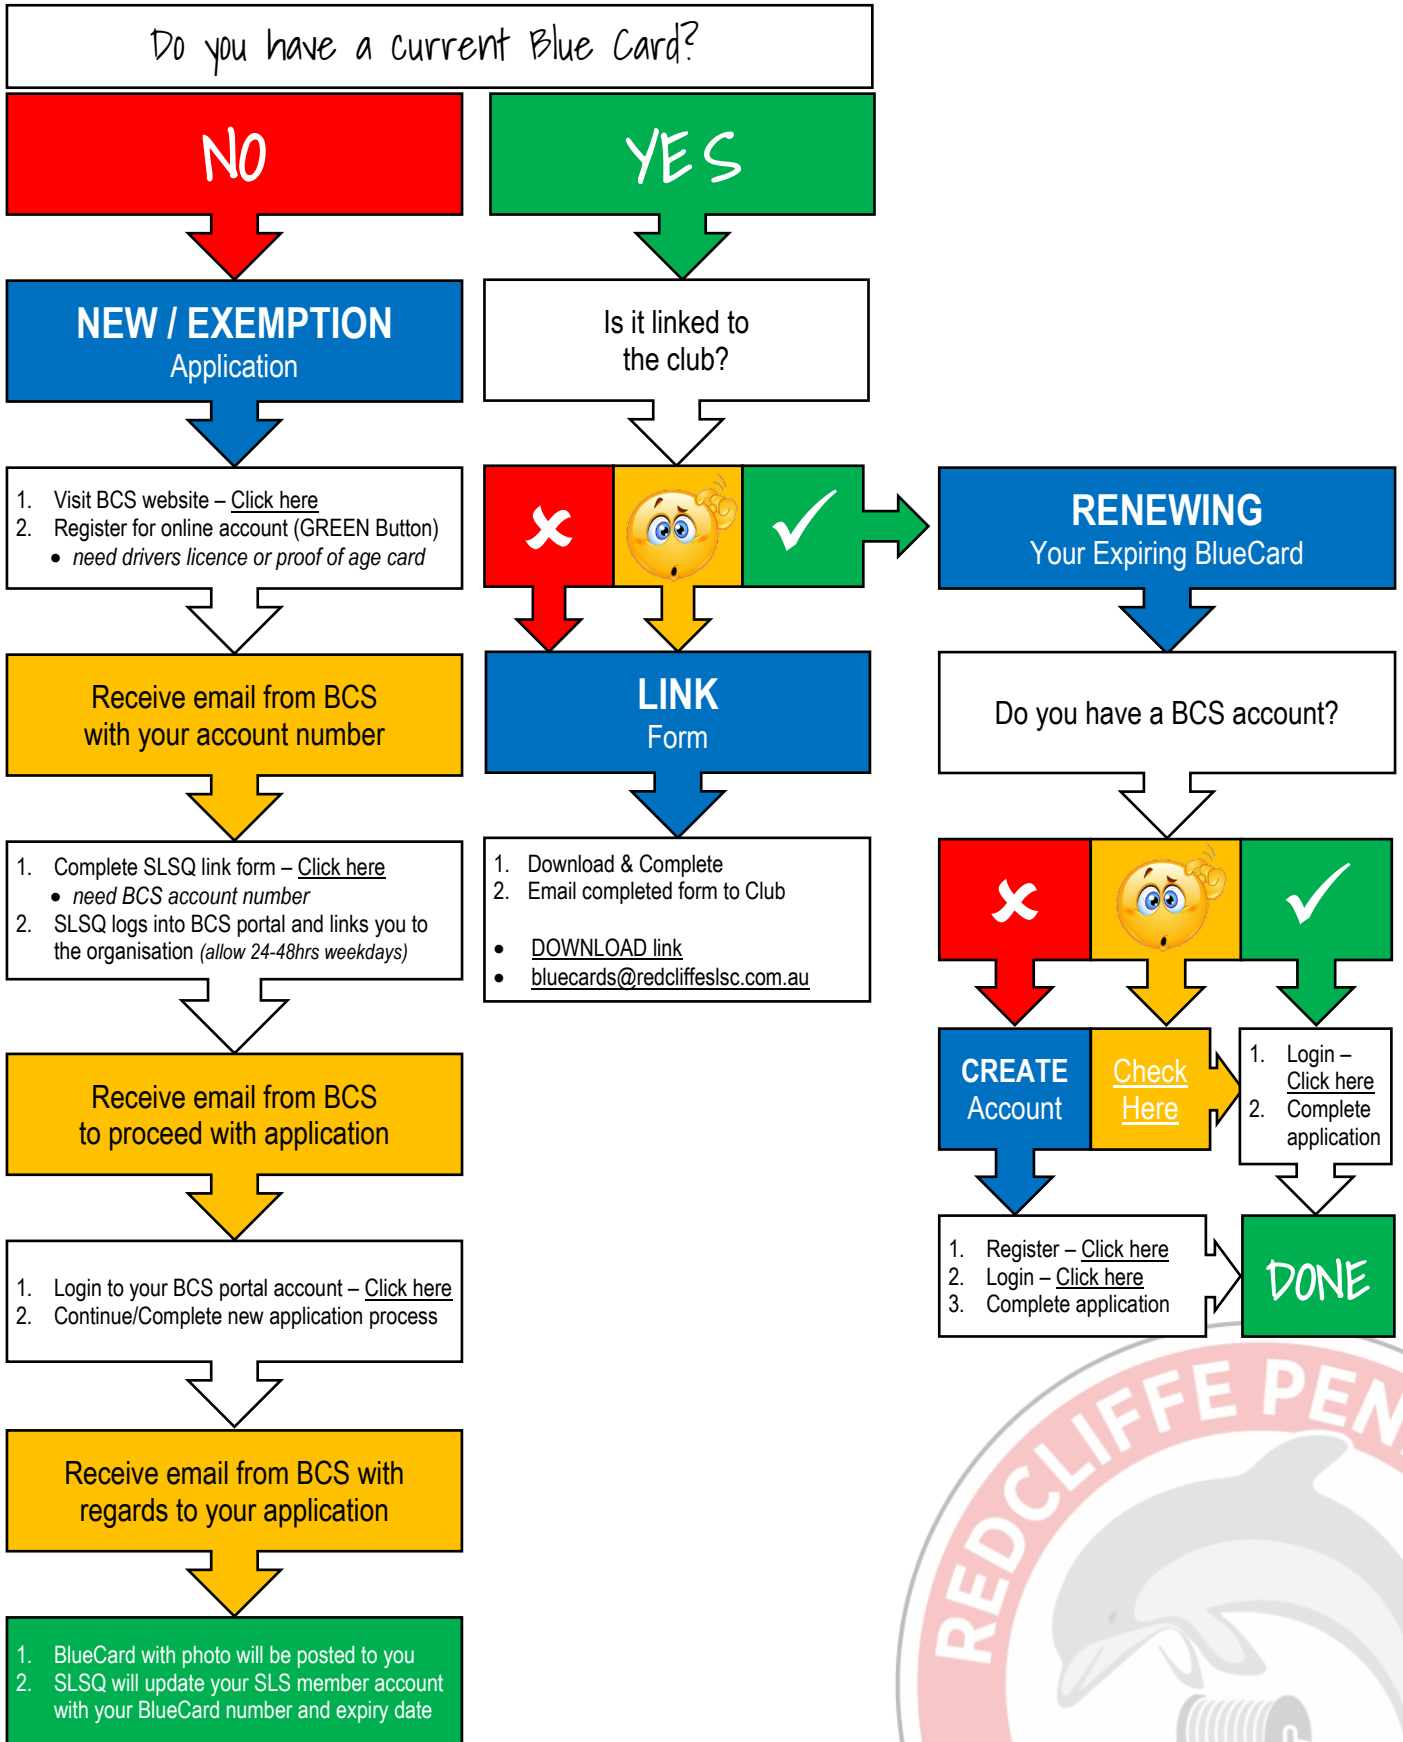 Do you have a current Blue Card?
NO
YES
NEW / EXEMPTION
Application
Is it linked to
the club?
1. Visit BCS website – Click here
2. Register for online account (GREEN Button)
• need drivers licence or proof of age card
RENEWING
Your Expiring BlueCard
Receive email from BCS
with your account number
LINK
Form
Do you have a BCS account?
1. Complete SLSQ link form – Click here
• need BCS account number
2. SLSQ logs into BCS portal and links you to
the organisation (allow 24-48hrs weekdays)
1. Download & Complete
2. Email completed form to Club
• DOWNLOAD link
• bluecards@redcliffeslsc.com.au
Receive email from BCS
to proceed with application
CREATE
Account
Check
Here
1. Login –
Click here
2. Complete
application
1. Login to your BCS portal account – Click here
2. Continue/Complete new application process
1. Register – Click here
2. Login – Click here
3. Complete application
DONE
Receive email from BCS with
regards to your application
1. BlueCard with photo will be posted to you
2. SLSQ will update your SLS member account
with your BlueCard number and expiry date
REDCLIFFE PEN